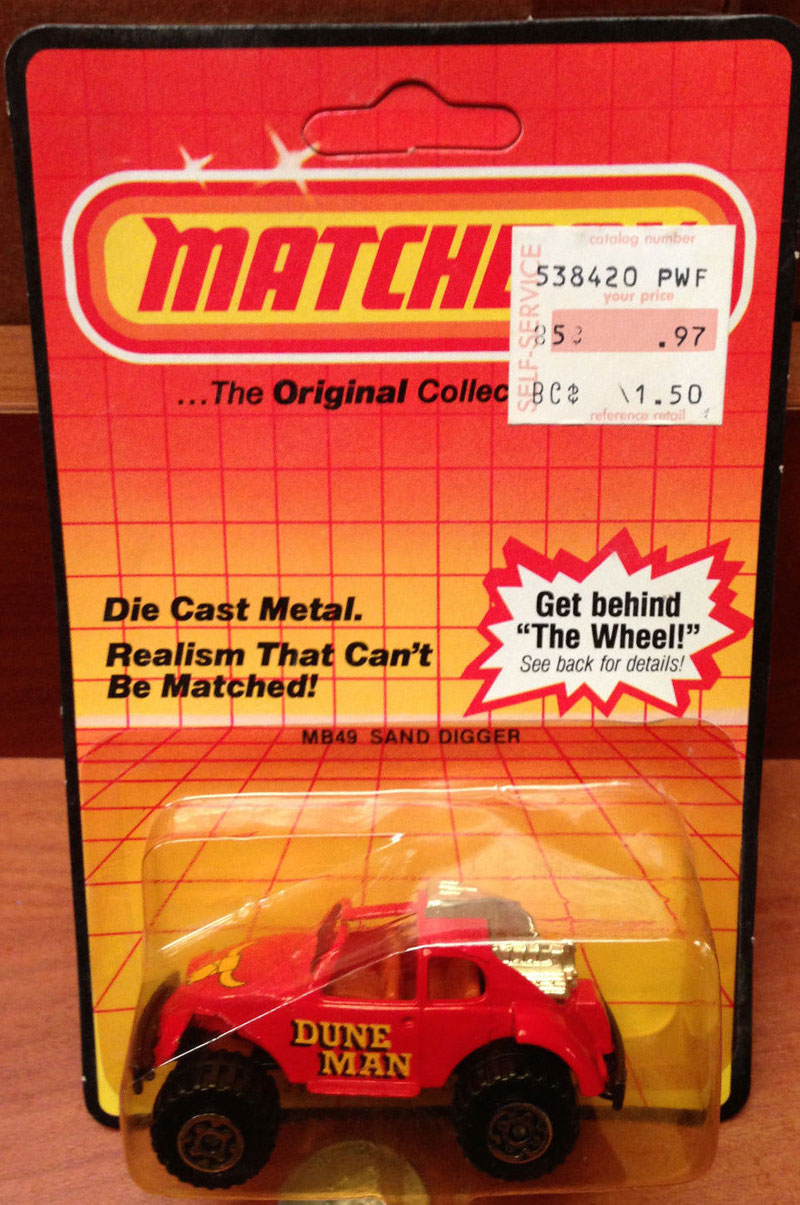 MATCHB
catalog number
538420 PWF
your price
.97
SELF-SERVICE
BC \1.50
reference retail
...The Original Collec
Die Cast Metal.
Realism That Can't
Be Matched!
Get behind
"The Wheel!"
See back for details!
MB49 SAND DIGGER
DUNE
MAN